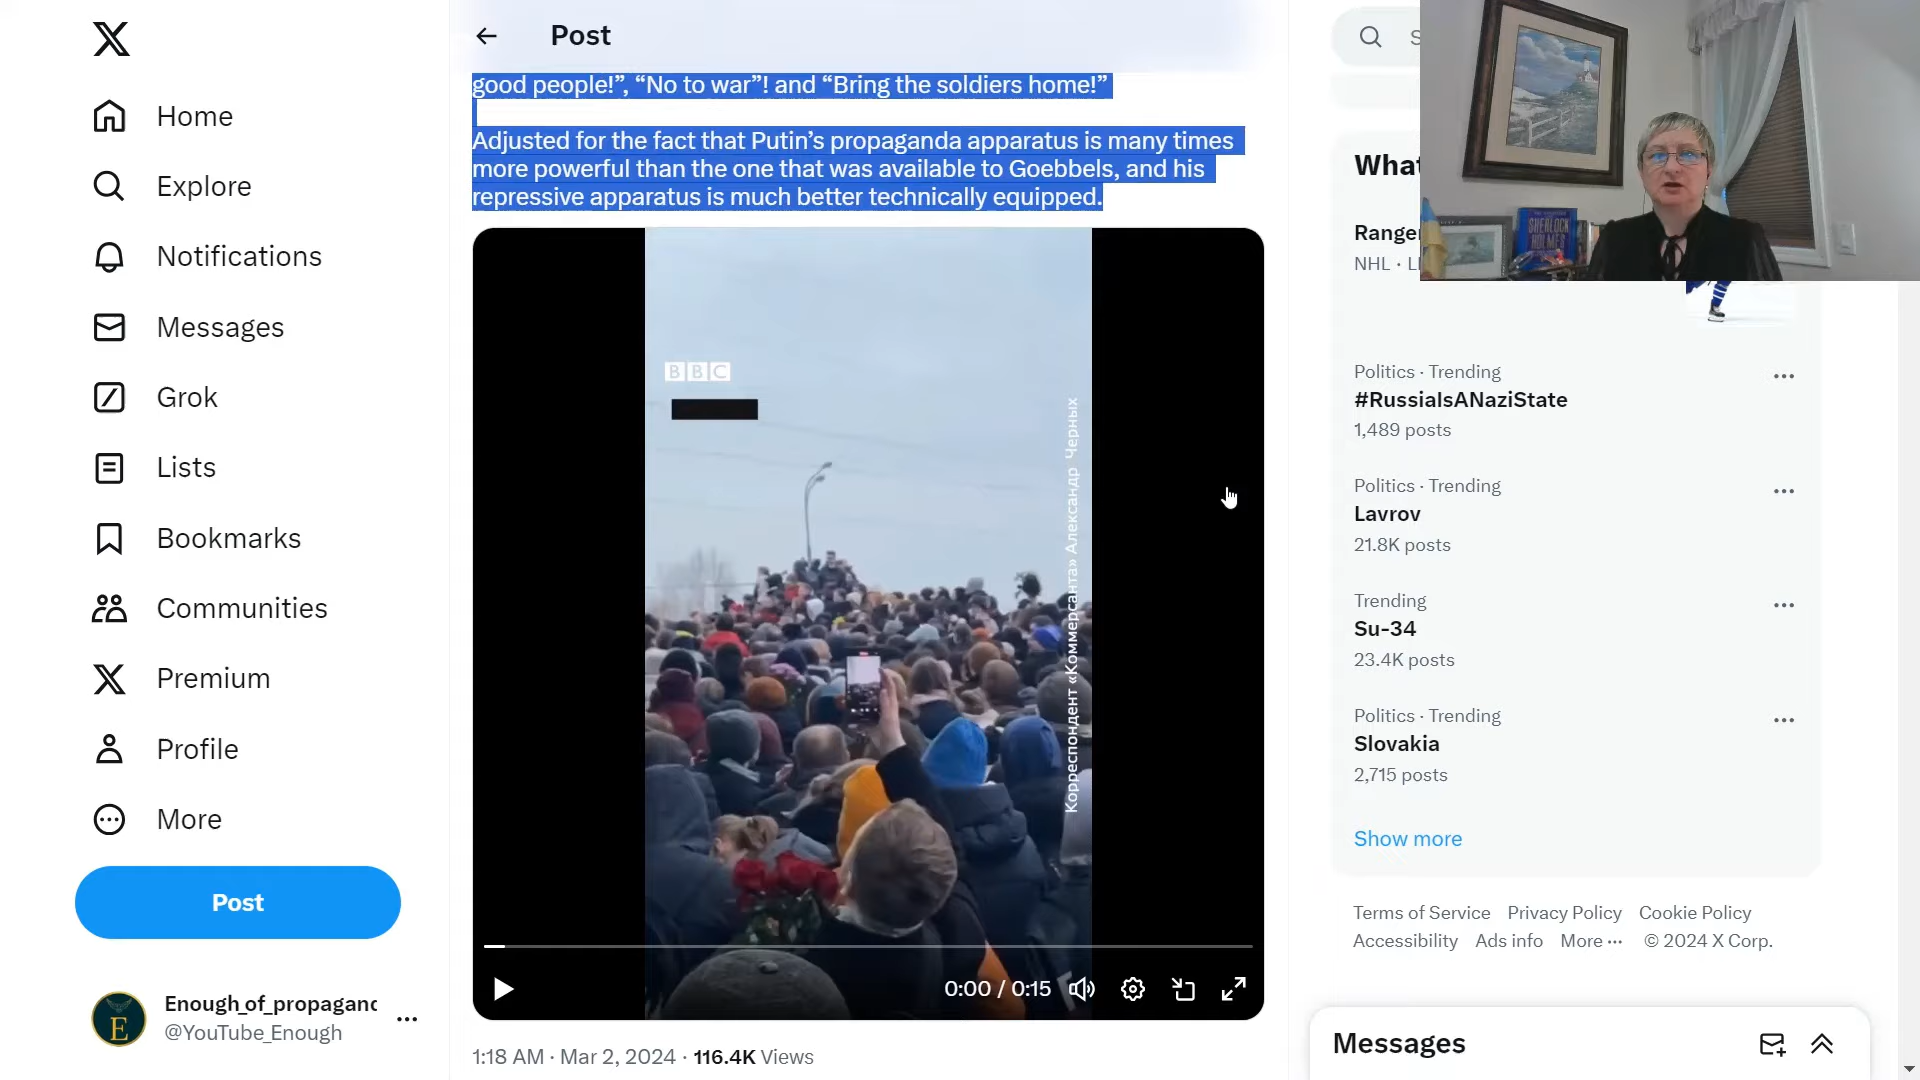 Home
Explore
Notifications
Messages
Grok
Lists
Bookmarks
Communities
Premium
Profile
More
Post
Enough_of_propagand
@YouTube_Enough
Post
good people!”, “No to war”! and “Bring the soldiers home!”
Adjusted for the fact that Putin’s propaganda apparatus is many times
more powerful than the one that was available to Goebbels, and his
repressive apparatus is much better technically equipped.
BBC
Корреспондент «Коммерсанта» Александр Черных
0:00 / 0:15
1:18 AM · Mar 2, 2024 · 116.4K Views
SHERLOCK
HOLMES
Politics · Trending
#RussiaIsANaziState
1,489 posts
Politics · Trending
Lavrov
21.8K posts
Trending
Su-34
23.4K posts
Politics · Trending
Slovakia
2,715 posts
Show more
Terms of Service Privacy Policy Cookie Policy
Accessibility Ads info More ··· © 2024 X Corp.
Messages